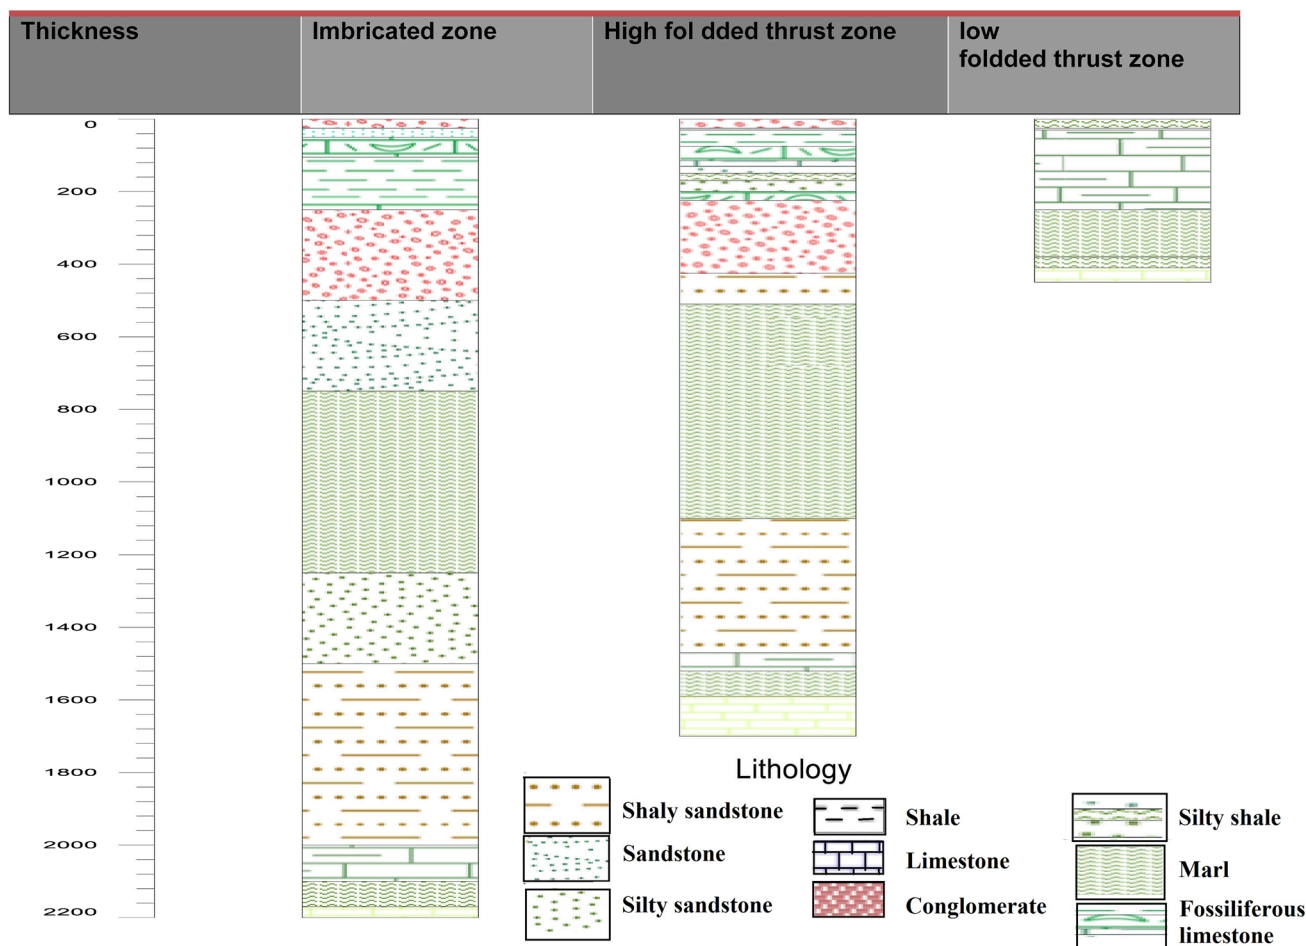 Thickness
Imbricated zone
High fol dded thrust zone
low
foldded thrust zone
0
200
400
600
800
1000
1200
1400
1600
1800
2000
2200
Lithology
Shaly sandstone
Sandstone
Silty sandstone
Shale
Limestone
Conglomerate
Silty shale
Marl
Fossiliferous
limestone